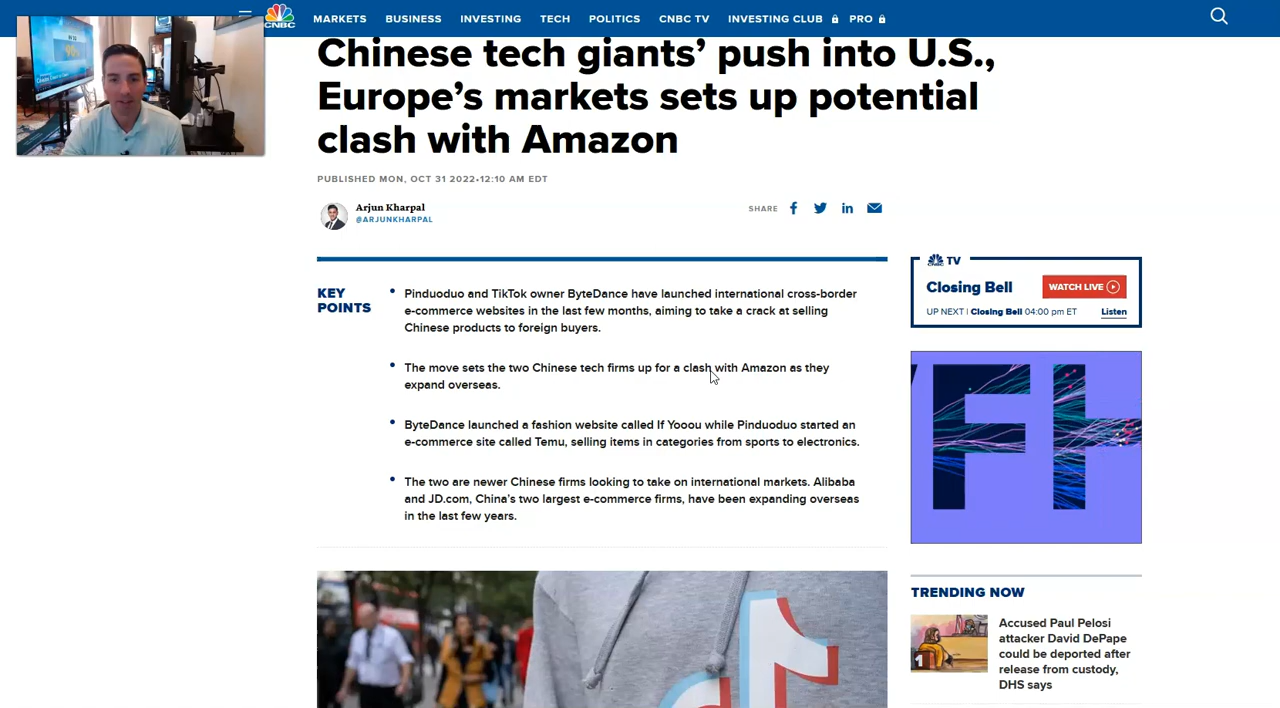 CNBC
MARKETS BUSINESS INVESTING TECH POLITICS CNBC TV INVESTING CLUB PRO
Chinese tech giants’ push into U.S.,
Europe’s markets sets up potential
clash with Amazon
PUBLISHED MON, OCT 31 2022•12:10 AM EDT
Arjun Kharpal
@ARJUNKHARPAL
SHARE
KEY
POINTS
Pinduoduo and TikTok owner ByteDance have launched international cross-border
e-commerce websites in the last few months, aiming to take a crack at selling
Chinese products to foreign buyers.
The move sets the two Chinese tech firms up for a clash with Amazon as they
expand overseas.
ByteDance launched a fashion website called If Yooou while Pinduoduo started an
e-commerce site called Temu, selling items in categories from sports to electronics.
The two are newer Chinese firms looking to take on international markets. Alibaba
and JD.com, China’s two largest e-commerce firms, have been expanding overseas
in the last few years.
CNBC TV
Closing Bell
WATCH LIVE
UP NEXT | Closing Bell 04:00 pm ET
Listen
TRENDING NOW
1
Accused Paul Pelosi
attacker David DePape
could be deported after
release from custody,
DHS says